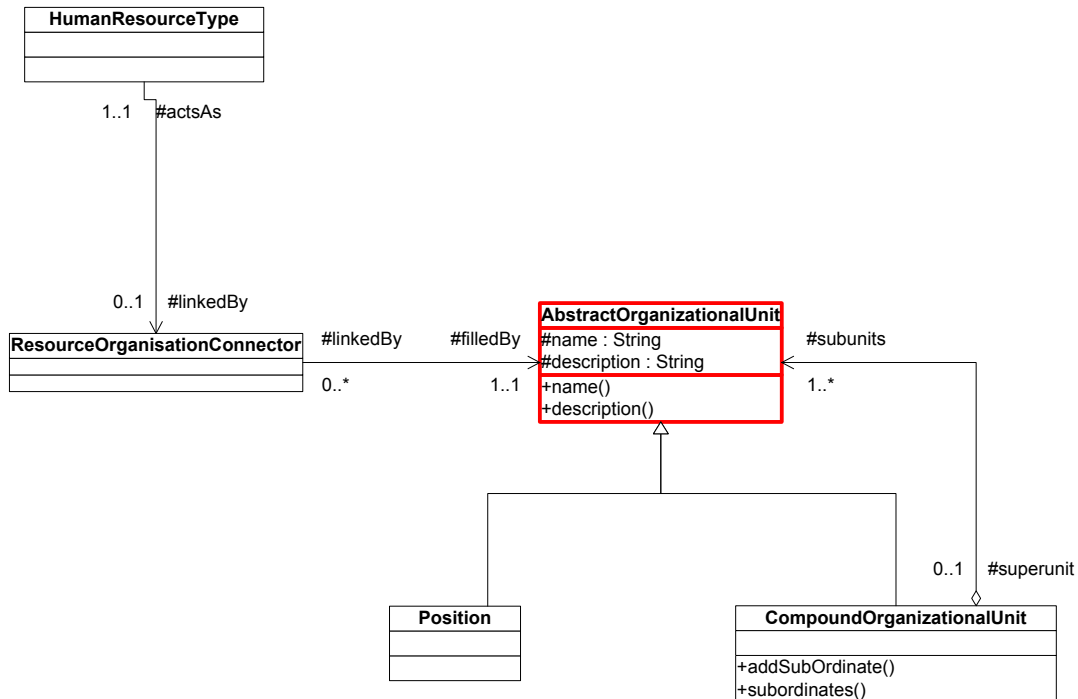 HumanResourceType
1..1 #actsAs
0..1 #linkedBy
ResourceOrganisationConnector
#linkedBy #filledBy
0..* 1..1
AbstractOrganizationalUnit
#name : String
#description : String
+name()
+description()
#subunits
1..*
0..1 #superunit
Position
CompoundOrganizationalUnit
+addSubOrdinate()
+subordinates()